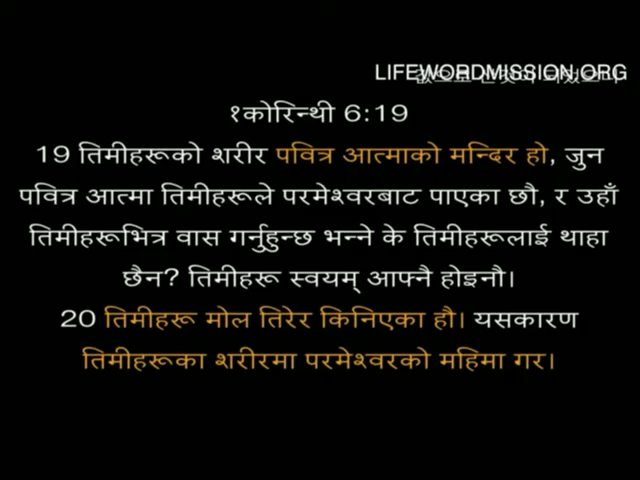 LIFEWORDMISSION.ORG
१कोरिन्थी 6:19
19 तिमीहरूको शरीर पवित्र आत्माको मन्दिर हो, जुन
पवित्र आत्मा तिमीहरूले परमेश्वरबाट पाएका छौ, र उहाँ
तिमीहरूभित्र वास गर्नुहुन्छ भन्ने के तिमीहरूलाई थाहा
छैन? तिमीहरू स्वयम् आफ्नै होइनौ।
20 तिमीहरू मोल तिरेर किनिएका हौ। यसकारण
तिमीहरूका शरीरमा परमेश्वरको महिमा गर।